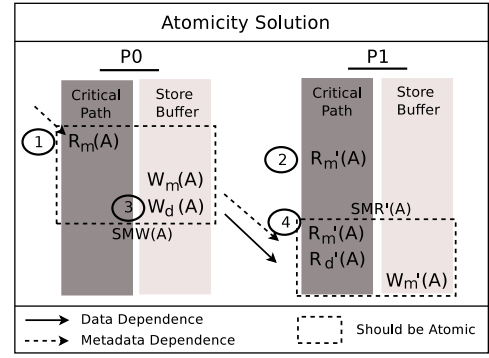 Atomicity Solution
P0
P1
Critical Path
Store Buffer
Critical Path
Store Buffer
1
Rm(A)
2
Rm'(A)
Wm(A)
3
Wd(A)
SMW(A)
SMR'(A)
4
Rm'(A)
Rd'(A)
Wm'(A)
Data Dependence
Metadata Dependence
Should be Atomic